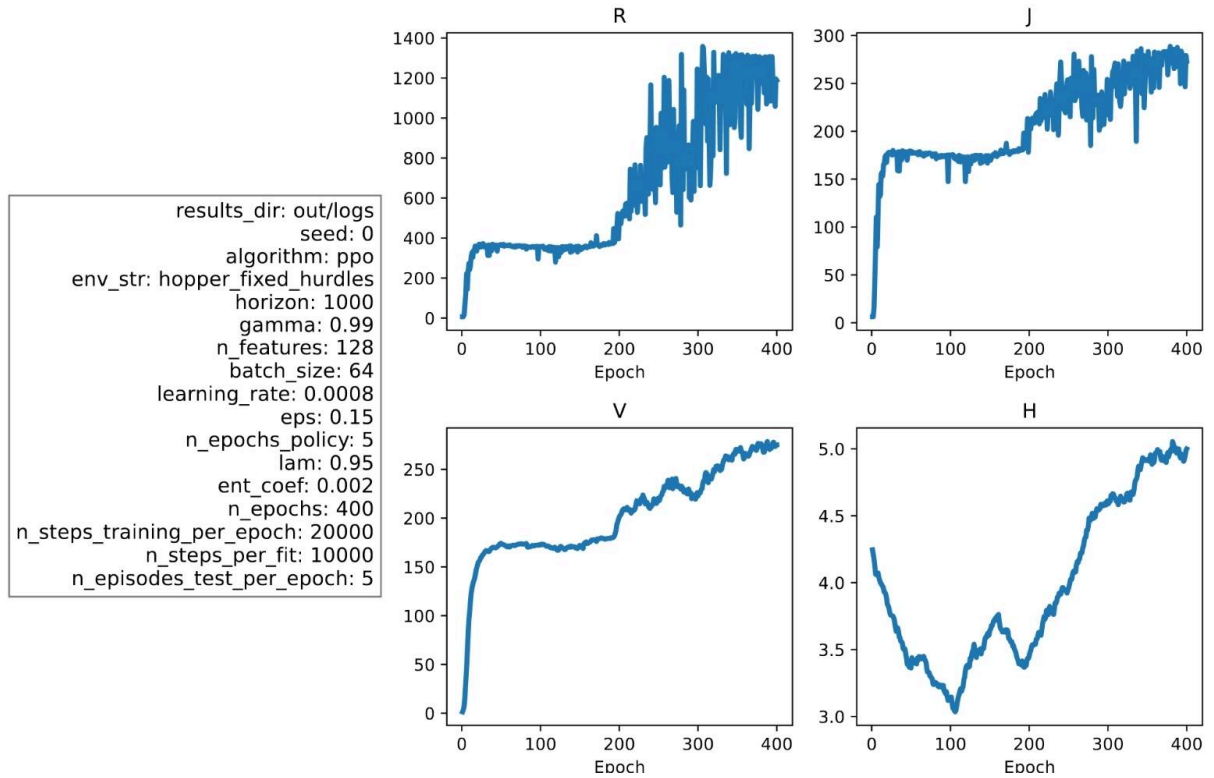 results_dir: out/logs
seed: 0
algorithm: ppo
env_str: hopper_fixed_hurdles
horizon: 1000
gamma: 0.99
n_features: 128
batch_size: 64
learning_rate: 0.0008
eps: 0.15
n_epochs_policy: 5
lam: 0.95
ent_coef: 0.002
n_epochs: 400
n_steps_training_per_epoch: 20000
n_steps_per_fit: 10000
n_episodes_test_per_epoch: 5
R
1400
1200
1000
800
600
400
200
0
0 100 200 300 400
Epoch
J
300
250
200
150
100
50
0
0 100 200 300 400
Epoch
V
250
200
150
100
50
0
0 100 200 300 400
Epoch
H
5.0
4.5
4.0
3.5
3.0
0 100 200 300 400
Epoch